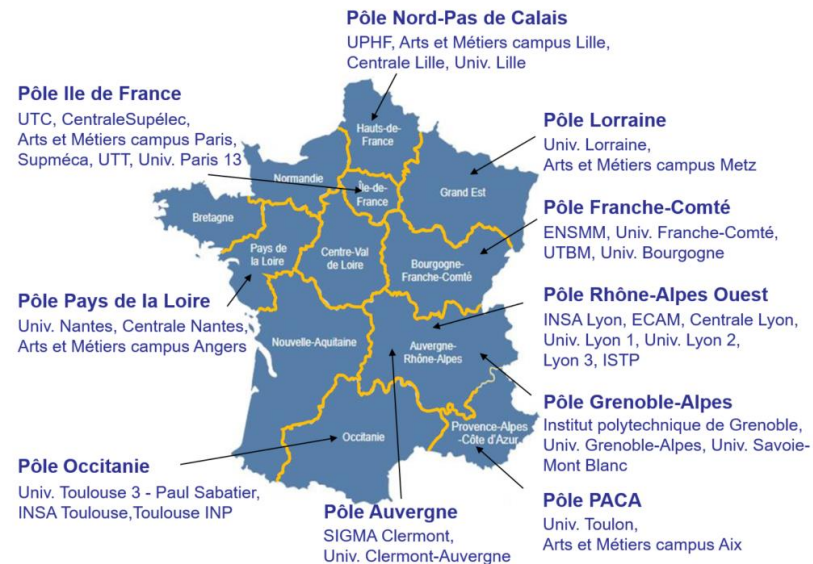 Pôle Nord-Pas de Calais
UPHF, Arts et Métiers campus Lille,
Centrale Lille, Univ. Lille
Pôle Ile de France
UTC, CentraleSupélec,
Arts et Métiers campus Paris,
Supméca, UTT, Univ. Paris 13
Pôle Lorraine
Univ. Lorraine,
Arts et Métiers campus Metz
Hauts-de-
France
Normandie
Île-de-
France
Grand Est
Bretagne
Pays de
la Loire
Centre-Val
de Loire
Bourgogne-
Franche-Comté
Pôle Franche-Comté
ENSMM, Univ. Franche-Comté,
UTBM, Univ. Bourgogne
Pôle Pays de la Loire
Univ. Nantes, Centrale Nantes,
Arts et Métiers campus Angers
Nouvelle-Aquitaine
Auvergne-
Rhône-Alpes
Pôle Rhône-Alpes Ouest
INSA Lyon, ECAM, Centrale Lyon,
Univ. Lyon 1, Univ. Lyon 2,
Lyon 3, ISTP
Pôle Grenoble-Alpes
Institut polytechnique de Grenoble,
Univ. Grenoble-Alpes, Univ. Savoie-
Mont Blanc
Occitanie
Provence-Alpes
-Côte d'Azur
Pôle Occitanie
Univ. Toulouse 3 - Paul Sabatier,
INSA Toulouse,Toulouse INP
Pôle Auvergne
SIGMA Clermont,
Univ. Clermont-Auvergne
Pôle PACA
Univ. Toulon,
Arts et Métiers campus Aix